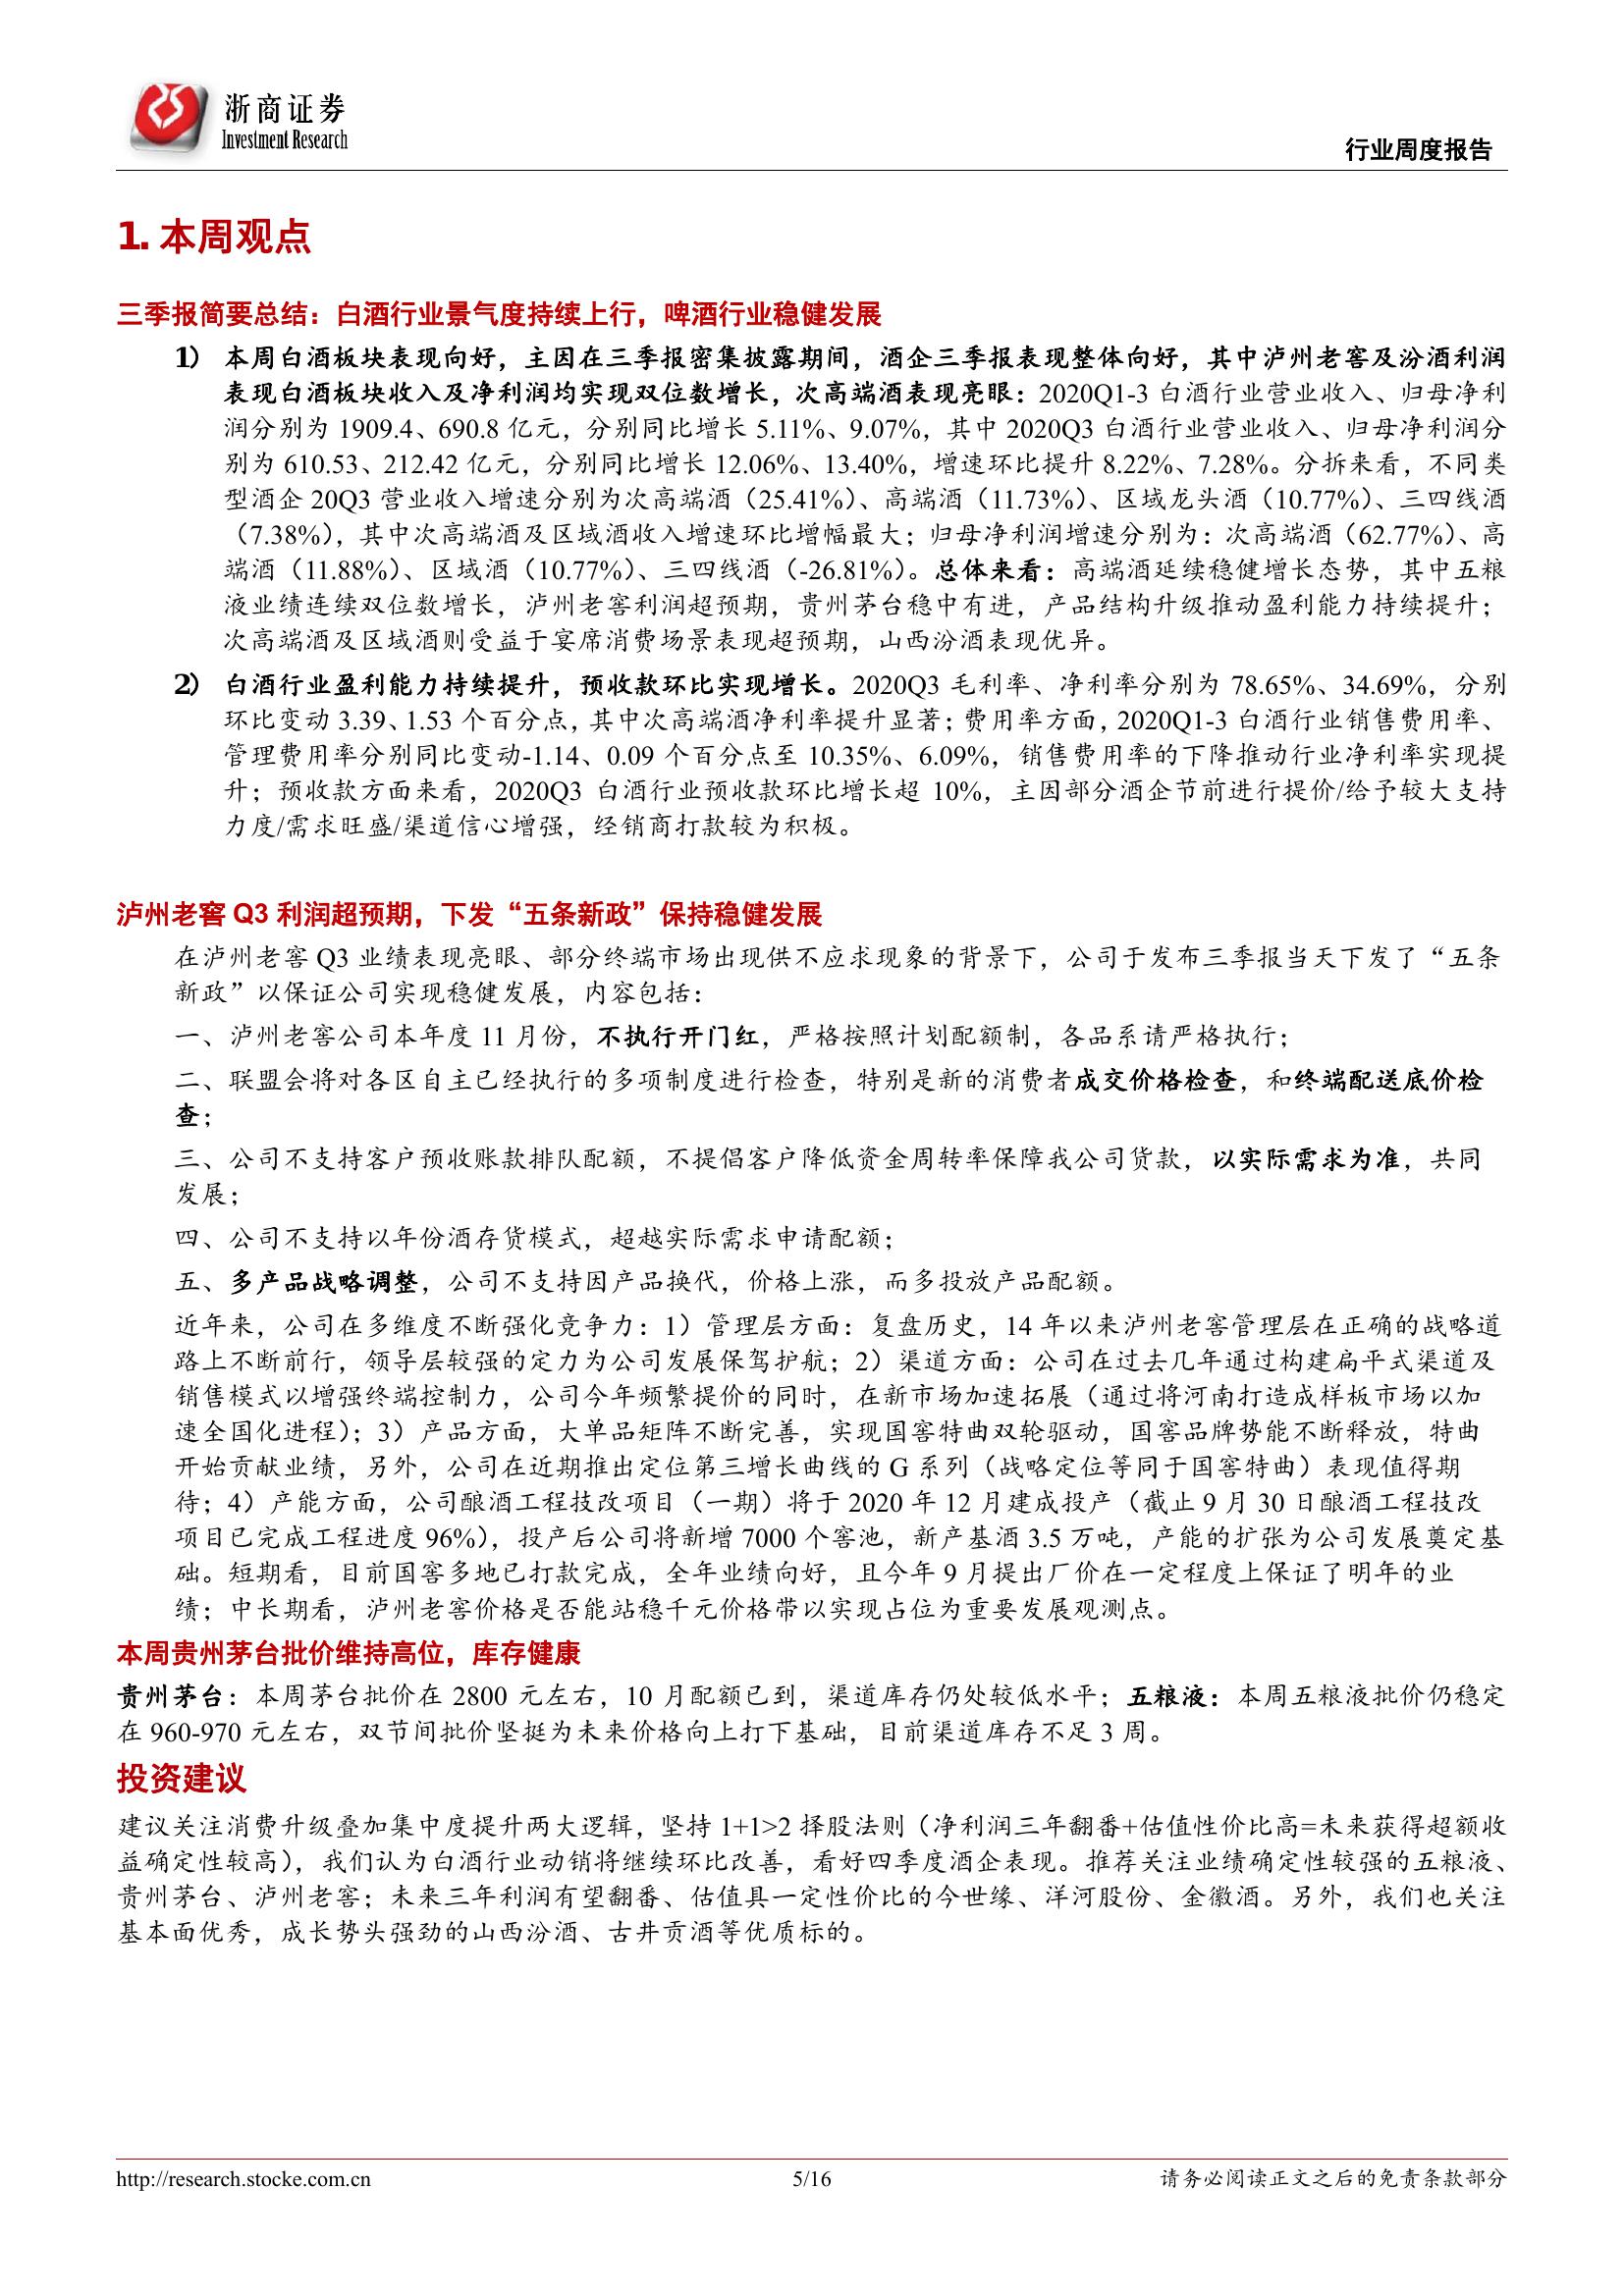 浙商证券
Investment Research
行业周度报告
1. 本周观点
三季报简要总结：白酒行业景气度持续上行，啤酒行业稳健发展
1） 本周白酒板块表现向好，主因在三季报密集披露期间，酒企三季报表现整体向好，其中泸州老窖及汾酒利润
表现白酒板块收入及净利润均实现双位数增长，次高端酒表现亮眼：2020Q1-3 白酒行业营业收入、归母净利
润分别为 1909.4、690.8 亿元，分别同比增长 5.11%、9.07%，其中 2020Q3 白酒行业营业收入、归母净利润分
别为 610.53、212.42 亿元，分别同比增长 12.06%、13.40%，增速环比提升 8.22%、7.28%。分拆来看，不同类
型酒企 20Q3 营业收入增速分别为次高端酒（25.41%）、高端酒（11.73%）、区域龙头酒（10.77%）、三四线酒
（7.38%），其中次高端酒及区域酒收入增速环比增幅最大；归母净利润增速分别为：次高端酒（62.77%）、高
端酒（11.88%）、区域酒（10.77%）、三四线酒（-26.81%）。总体来看：高端酒延续稳健增长态势，其中五粮
液业绩连续双位数增长，泸州老窖利润超预期，贵州茅台稳中有进，产品结构升级推动盈利能力持续提升；
次高端酒及区域酒则受益于宴席消费场景表现超预期，山西汾酒表现优异。
2） 白酒行业盈利能力持续提升，预收款环比实现增长。2020Q3 毛利率、净利率分别为 78.65%、34.69%，分别
环比变动 3.39、1.53 个百分点，其中次高端酒净利率提升显著；费用率方面，2020Q1-3 白酒行业销售费用率、
管理费用率分别同比变动-1.14、0.09 个百分点至 10.35%、6.09%，销售费用率的下降推动行业净利率实现提
升；预收款方面来看，2020Q3 白酒行业预收款环比增长超 10%，主因部分酒企节前进行提价/给予较大支持
力度/需求旺盛/渠道信心增强，经销商打款较为积极。
泸州老窖 Q3 利润超预期，下发“五条新政”保持稳健发展
在泸州老窖 Q3 业绩表现亮眼、部分终端市场出现供不应求现象的背景下，公司于发布三季报当天下发了“五条
新政”以保证公司实现稳健发展，内容包括：
一、泸州老窖公司本年度 11 月份，不执行开门红，严格按照计划配额制，各品系请严格执行；
二、联盟会将对各区自主已经执行的多项制度进行检查，特别是新的消费者成交价格检查，和终端配送底价检
查；
三、公司不支持客户预收账款排队配额，不提倡客户降低资金周转率保障我公司货款，以实际需求为准，共同
发展；
四、公司不支持以年份酒存货模式，超越实际需求申请配额；
五、多产品战略调整，公司不支持因产品换代，价格上涨，而多投放产品配额。
近年来，公司在多维度不断强化竞争力：1）管理层方面：复盘历史，14 年以来泸州老窖管理层在正确的战略道
路上不断前行，领导层较强的定力为公司发展保驾护航；2）渠道方面：公司在过去几年通过构建扁平式渠道及
销售模式以增强终端控制力，公司今年频繁提价的同时，在新市场加速拓展（通过将河南打造成样板市场以加
速全国化进程）；3）产品方面，大单品矩阵不断完善，实现国窖特曲双轮驱动，国窖品牌势能不断释放，特曲
开始贡献业绩，另外，公司在近期推出定位第三增长曲线的 G 系列（战略定位等同于国窖特曲）表现值得期
待；4）产能方面，公司酿酒工程技改项目（一期）将于 2020 年 12 月建成投产（截止 9 月 30 日酿酒工程技改
项目已完成工程进度 96%），投产后公司将新增 7000 个窖池，新产基酒 3.5 万吨，产能的扩张为公司发展奠定基
础。短期看，目前国窖多地已打款完成，全年业绩向好，且今年 9 月提出厂价在一定程度上保证了明年的业
绩；中长期看，泸州老窖价格是否能站稳千元价格带以实现占位为重要发展观测点。
本周贵州茅台批价维持高位，库存健康
贵州茅台：本周茅台批价在 2800 元左右，10 月配额已到，渠道库存仍处较低水平；五粮液：本周五粮液批价仍稳定
在 960-970 元左右，双节间批价坚挺为未来价格向上打下基础，目前渠道库存不足 3 周。
投资建议
建议关注消费升级叠加集中度提升两大逻辑，坚持 1+1>2 择股法则（净利润三年翻番+估值性价比高=未来获得超额收
益确定性较高），我们认为白酒行业动销将继续环比改善，看好四季度酒企表现。推荐关注业绩确定性较强的五粮液、
贵州茅台、泸州老窖；未来三年利润有望翻番、估值具一定性价比的今世缘、洋河股份、金徽酒。另外，我们也关注
基本面优秀，成长势头强劲的山西汾酒、古井贡酒等优质标的。
http://research.stocke.com.cn
5/16
请务必阅读正文之后的免责条款部分